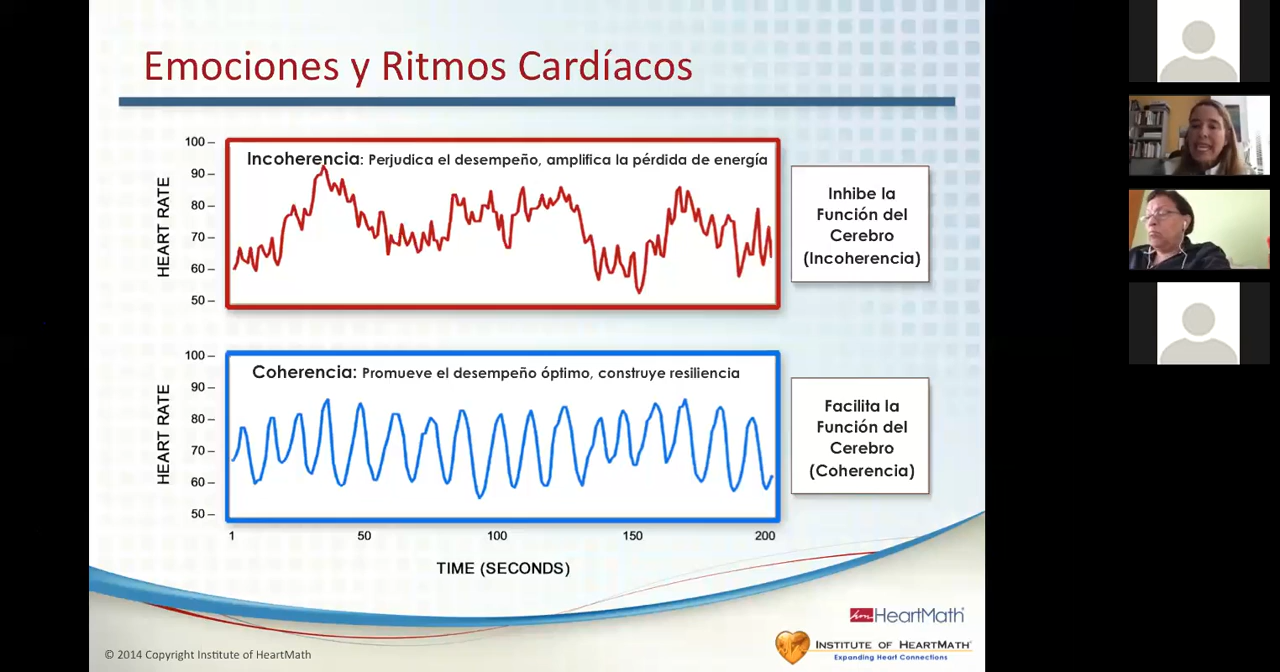 Emociones y Ritmos Cardíacos
HEART RATE
100
90
80
70
60
50
Incoherencia: Perjudica el desempeño, amplifica la pérdida de energía
Inhibe la
Función del
Cerebro
(Incoherencia)
HEART RATE
100
90
80
70
60
50
Coherencia: Promueve el desempeño óptimo, construye resiliencia
Facilita la
Función del
Cerebro
(Coherencia)
1 50 100 150 200
TIME (SECONDS)
hm HeartMath
INSTITUTE OF HEARTMATH
Expanding Heart Connections
© 2014 Copyright Institute of HeartMath